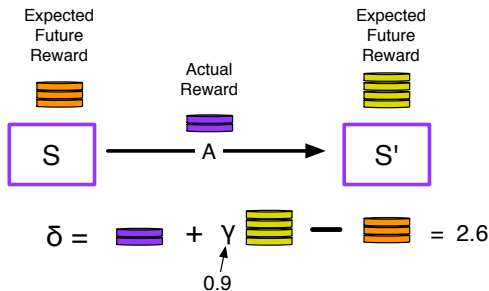 Expected
Future
Reward
Actual
Reward
Expected
Future
Reward
S
A
S'
δ = + γ − = 2.6
0.9